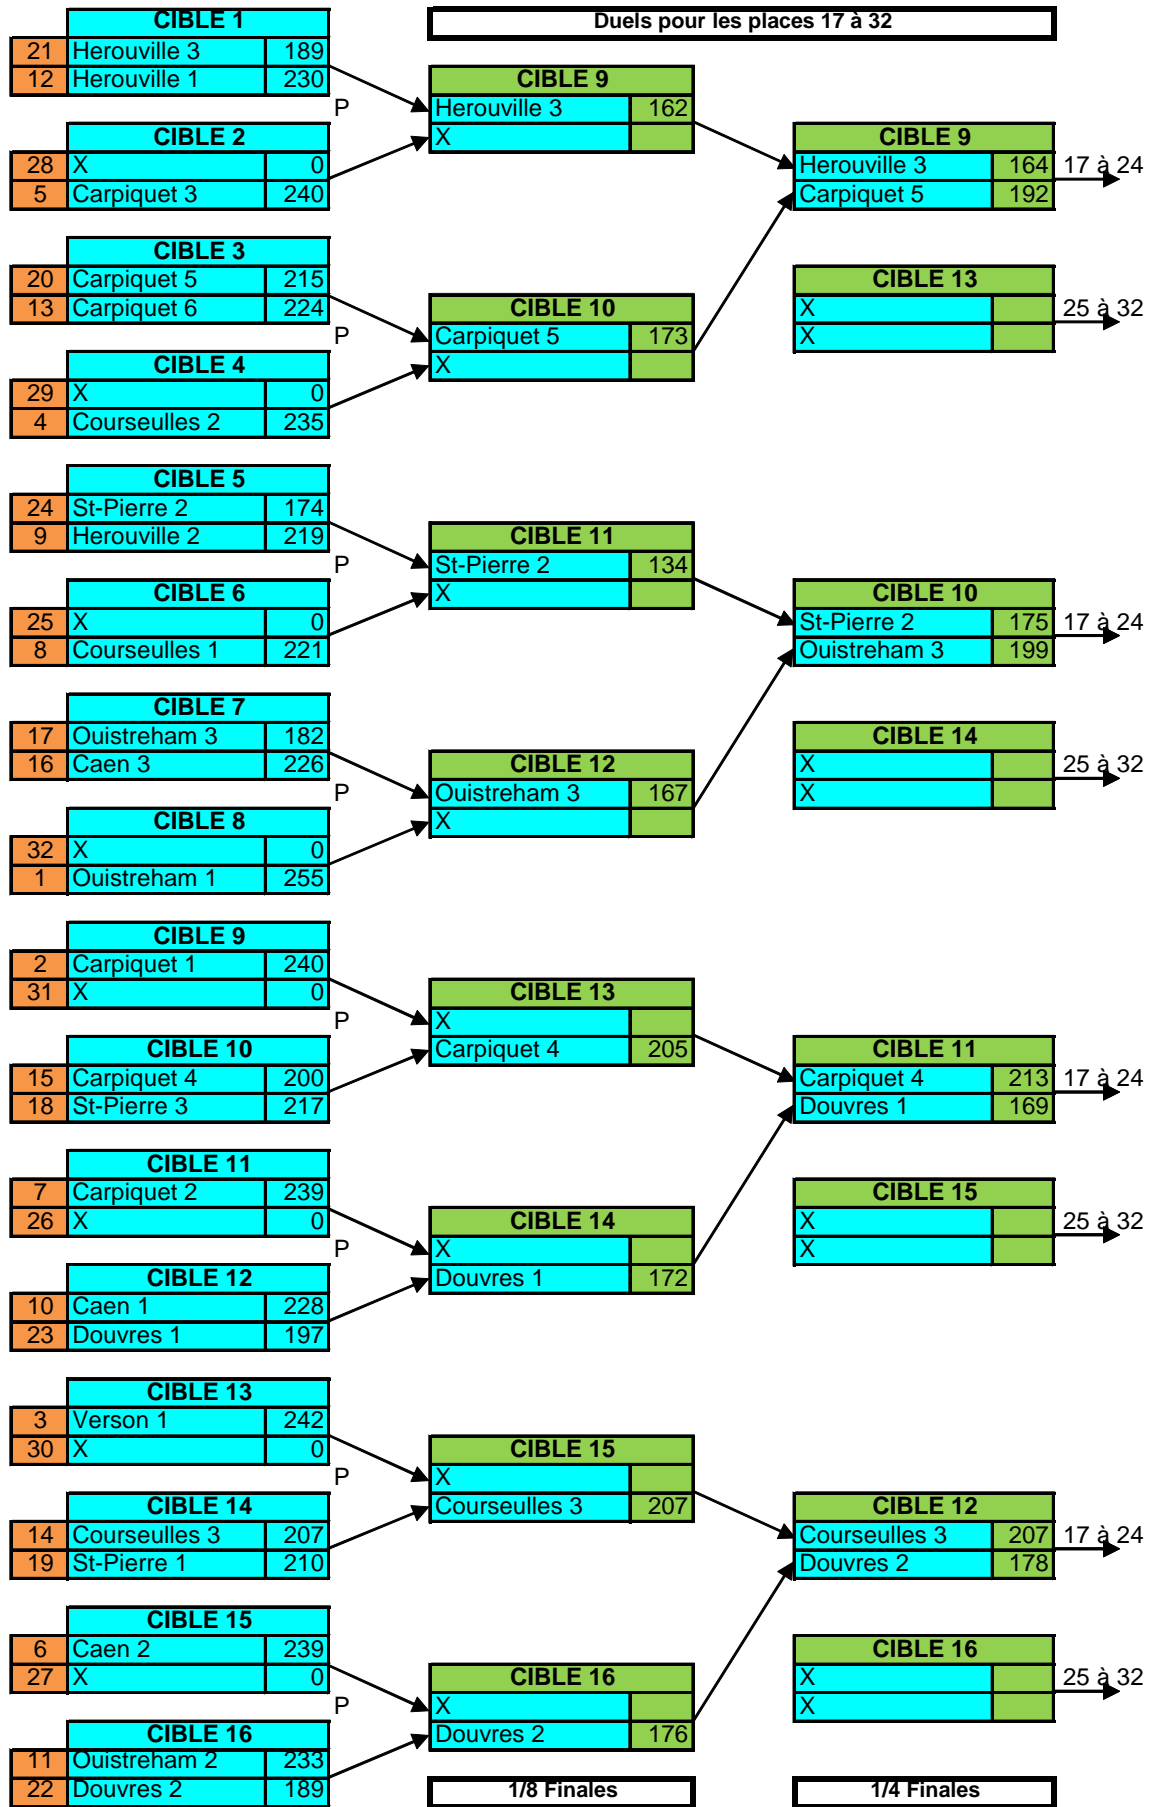 CIBLE 1
21 Herouville 3 189
12 Herouville 1 230
P
CIBLE 2
28 X 0
5 Carpiquet 3 240
CIBLE 3
20 Carpiquet 5 215
13 Carpiquet 6 224
P
CIBLE 4
29 X 0
4 Courseulles 2 235
CIBLE 5
24 St-Pierre 2 174
9 Herouville 2 219
P
CIBLE 6
25 X 0
8 Courseulles 1 221
CIBLE 7
17 Ouistreham 3 182
16 Caen 3 226
P
CIBLE 8
32 X 0
1 Ouistreham 1 255
CIBLE 9
2 Carpiquet 1 240
31 X 0
P
CIBLE 10
15 Carpiquet 4 200
18 St-Pierre 3 217
CIBLE 11
7 Carpiquet 2 239
26 X 0
P
CIBLE 12
10 Caen 1 228
23 Douvres 1 197
CIBLE 13
3 Verson 1 242
30 X 0
P
CIBLE 14
14 Courseulles 3 207
19 St-Pierre 1 210
CIBLE 15
6 Caen 2 239
27 X 0
P
CIBLE 16
11 Ouistreham 2 233
22 Douvres 2 189
Duels pour les places 17 à 32
CIBLE 9
Herouville 3 162
X
CIBLE 10
Carpiquet 5 173
X
CIBLE 11
St-Pierre 2 134
X
CIBLE 12
Ouistreham 3 167
X
CIBLE 13
X
Carpiquet 4 205
CIBLE 14
X
Douvres 1 172
CIBLE 15
X
Courseulles 3 207
CIBLE 16
X
Douvres 2 176
1/8 Finales
CIBLE 9
Herouville 3 164 17 à 24
Carpiquet 5 192
CIBLE 13
X 25 à 32
X
CIBLE 10
St-Pierre 2 175 17 à 24
Ouistreham 3 199
CIBLE 14
X 25 à 32
X
CIBLE 11
Carpiquet 4 213 17 à 24
Douvres 1 169
CIBLE 15
X 25 à 32
X
CIBLE 12
Courseulles 3 207 17 à 24
Douvres 2 178
CIBLE 16
X 25 à 32
X
1/4 Finales